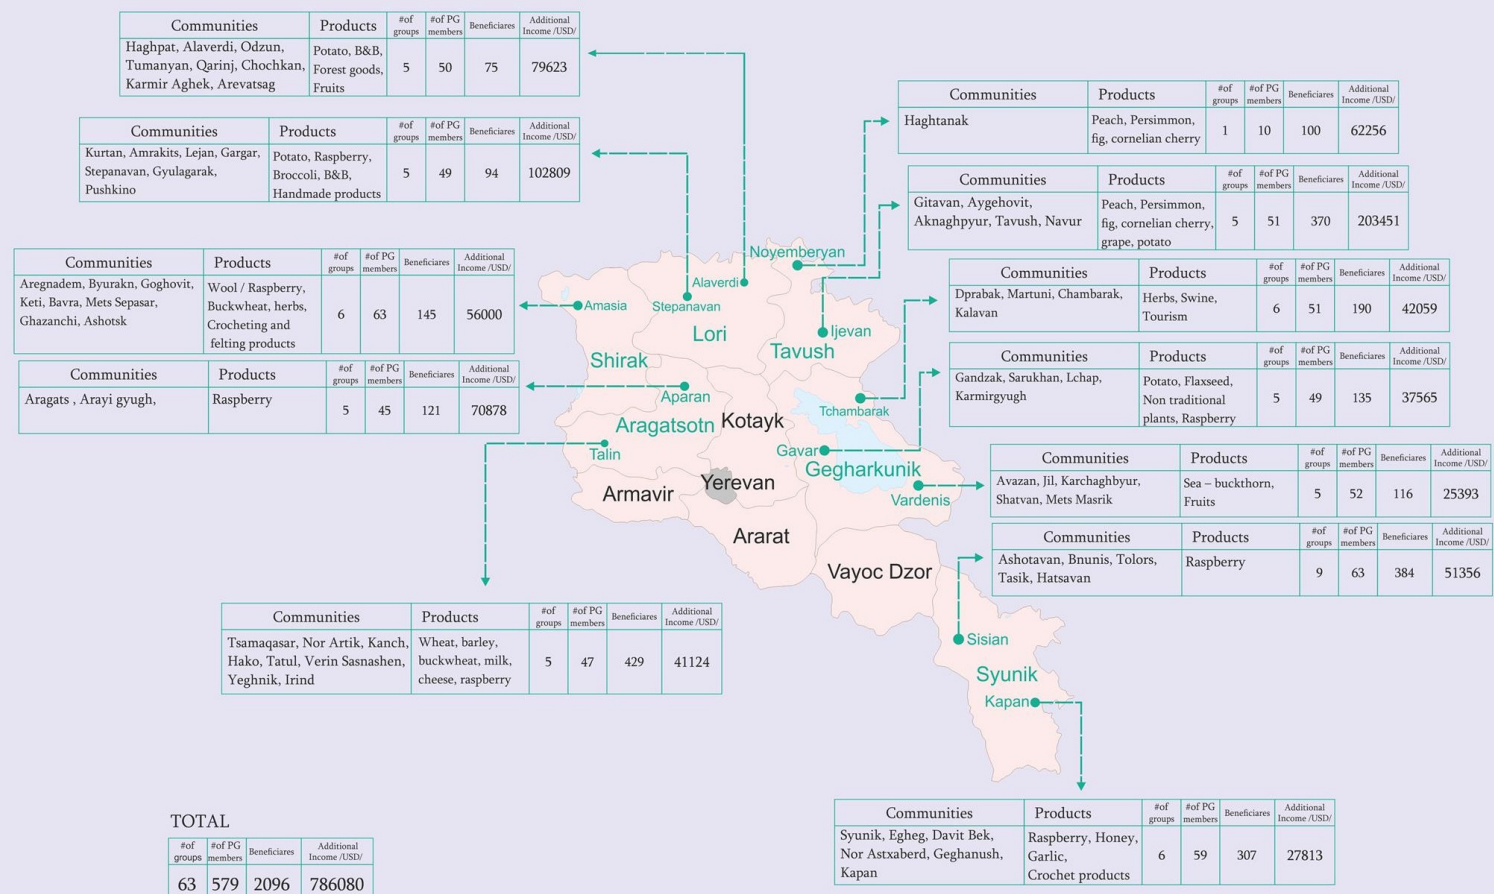 Communities Products #of groups #of PG members Beneficiares Additional Income /USD/
Haghpat, Alaverdi, Odzun,
Tumanyan, Qarinj, Chochkan,
Karmir Aghek, Arevatsag
Potato, B&B,
Forest goods,
Fruits
5 50 75 79623
Communities Products #of groups #of PG members Beneficiares Additional Income /USD/
Kurtan, Amrakits, Lejan, Gargar,
Stepanavan, Gyulagarak,
Pushkino
Potato, Raspberry,
Broccoli, B&B,
Handmade products
5 49 94 102809
Communities Products #of groups #of PG members Beneficiares Additional Income /USD/
Aregnadem, Byurakn, Goghovit,
Keti, Bavra, Mets Sepasar,
Ghazanchi, Ashotsk
Wool / Raspberry,
Buckwheat, herbs,
Crocheting and
felting products
6 63 145 56000
Communities Products #of groups #of PG members Beneficiares Additional Income /USD/
Aragats , Arayi gyugh,
Raspberry
5 45 121 70878
Communities Products #of groups #of PG members Beneficiares Additional Income /USD/
Tsamaqasar, Nor Artik, Kanch,
Hako, Tatul, Verin Sasnashen,
Yeghnik, Irind
Wheat, barley,
buckwheat, milk,
cheese, raspberry
5 47 429 41124
Noyemberyan
Alaverdi
Stepanavan
Amasia
Lori
Ijevan
Tavush
Shirak
Aparan
Tchambarak
Kotayk
Aragatsotn
Talin
Gavar
Gegharkunik
Yerevan
Armavir
Vardenis
Ararat
Vayoc Dzor
Sisian
Syunik
Kapan
Communities Products #of groups #of PG members Beneficiares Additional Income /USD/
Haghtanak
Peach, Persimmon,
fig, cornelian cherry
1 10 100 62256
Communities Products #of groups #of PG members Beneficiares Additional Income /USD/
Gitavan, Aygehovit,
Aknaghpyur, Tavush, Navur
Peach, Persimmon,
fig, cornelian cherry,
grape, potato
5 51 370 203451
Communities Products #of groups #of PG members Beneficiares Additional Income /USD/
Dprabak, Martuni, Chambarak,
Kalavan
Herbs, Swine,
Tourism
6 51 190 42059
Communities Products #of groups #of PG members Beneficiares Additional Income /USD/
Gandzak, Sarukhan, Lchap,
Karmirgyugh
Potato, Flaxseed,
Non traditional
plants, Raspberry
5 49 135 37565
Communities Products #of groups #of PG members Beneficiares Additional Income /USD/
Avazan, Jil, Karchaghbyur,
Shatvan, Mets Masrik
Sea – buckthorn,
Fruits
5 52 116 25393
Communities Products #of groups #of PG members Beneficiares Additional Income /USD/
Ashotavan, Bnunis, Tolors,
Tasik, Hatsavan
Raspberry
9 63 384 51356
Communities Products #of groups #of PG members Beneficiares Additional Income /USD/
Syunik, Egheg, Davit Bek,
Nor Astxaberd, Geghanush,
Kapan
Raspberry, Honey,
Garlic,
Crochet products
6 59 307 27813
TOTAL
#of groups #of PG members Beneficiares Additional Income /USD/
63 579 2096 786080